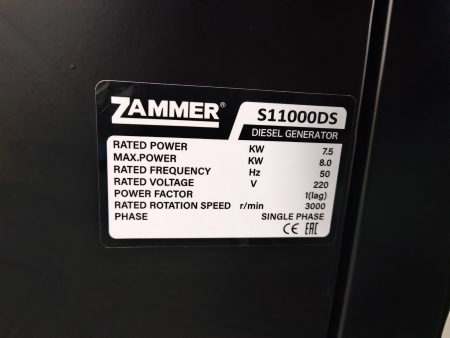 ZAMMER®
S11000DS
DIESEL GENERATOR
RATED POWER KW 7.5
MAX.POWER KW 8.0
RATED FREQUENCY Hz 50
RATED VOLTAGE V 220
POWER FACTOR 1(lag)
RATED ROTATION SPEED r/min 3000
PHASE SINGLE PHASE
CE EAC